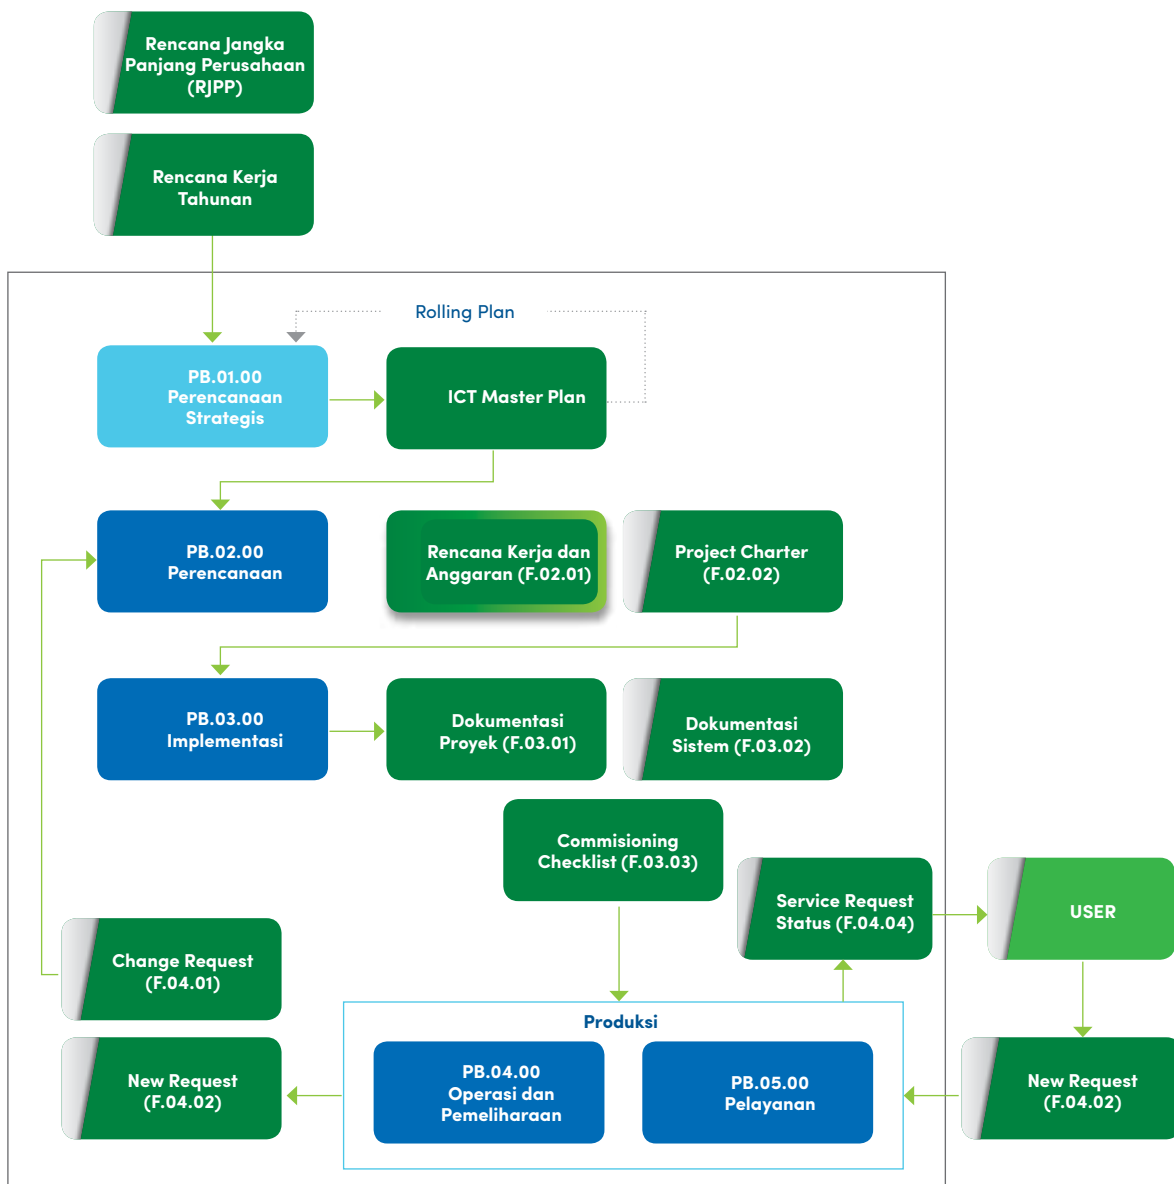 Rencana Jangka
Panjang Perusahaan
(RJPP)
Rencana Kerja
Tahunan
Rolling Plan
PB.01.00
Perencanaan
Strategis
ICT Master Plan
PB.02.00
Perencanaan
Rencana Kerja dan
Anggaran (F.02.01)
Project Charter
(F.02.02)
PB.03.00
Implementasi
Dokumentasi
Proyek (F.03.01)
Dokumentasi
Sistem (F.03.02)
Commisioning
Checklist (F.03.03)
Service Request
Status (F.04.04)
USER
Change Request
(F.04.01)
Produksi
New Request
(F.04.02)
PB.04.00
Operasi dan
Pemeliharaan
PB.05.00
Pelayanan
New Request
(F.04.02)